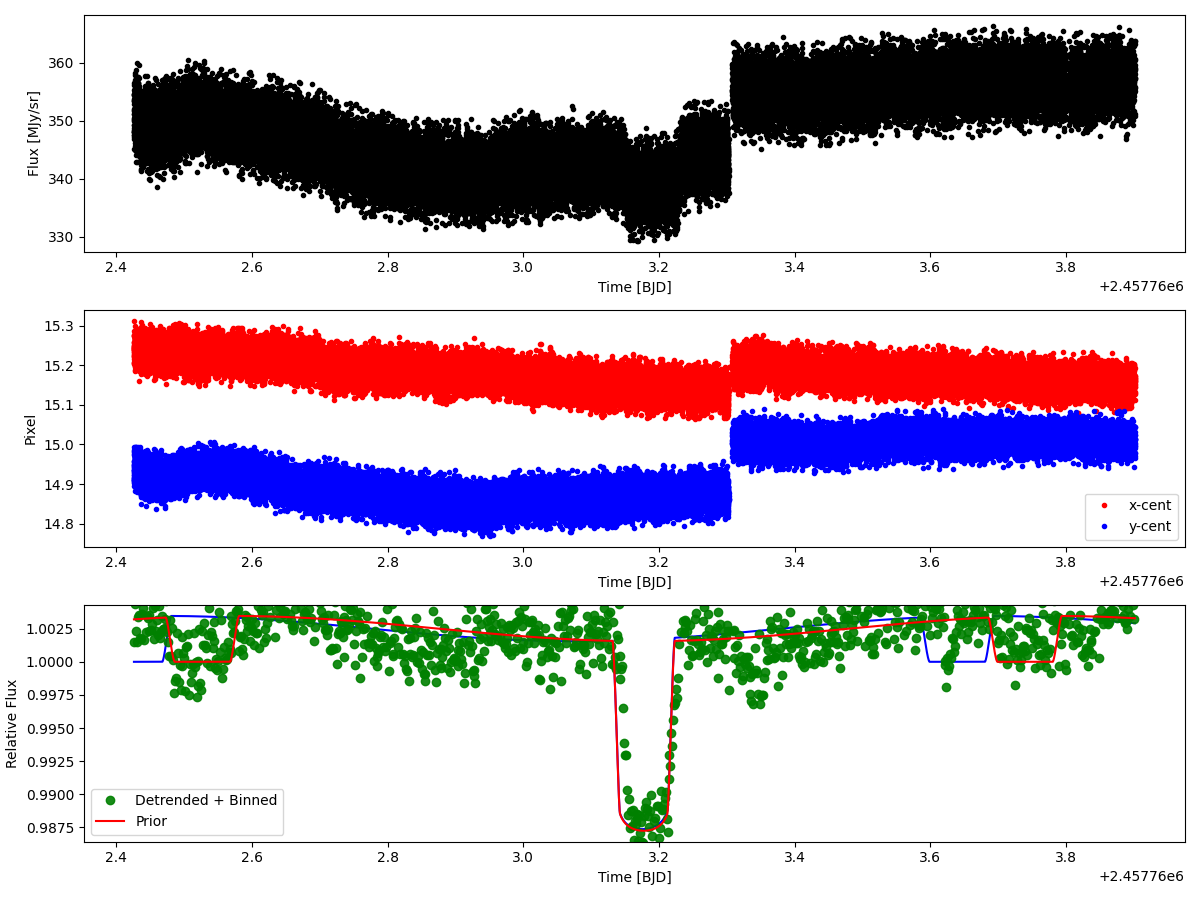 360
350
340
330
Flux [MJy/sr]
2.4 2.6 2.8 3.0 3.2 3.4 3.6 3.8
Time [BJD]
+2.45776e6
15.3
15.2
15.1
15.0
14.9
14.8
Pixel
x-cent
y-cent
2.4 2.6 2.8 3.0 3.2 3.4 3.6 3.8
Time [BJD]
+2.45776e6
1.0025
1.0000
0.9975
0.9950
0.9925
0.9900
0.9875
Relative Flux
Detrended + Binned
Prior
2.4 2.6 2.8 3.0 3.2 3.4 3.6 3.8
Time [BJD]
+2.45776e6